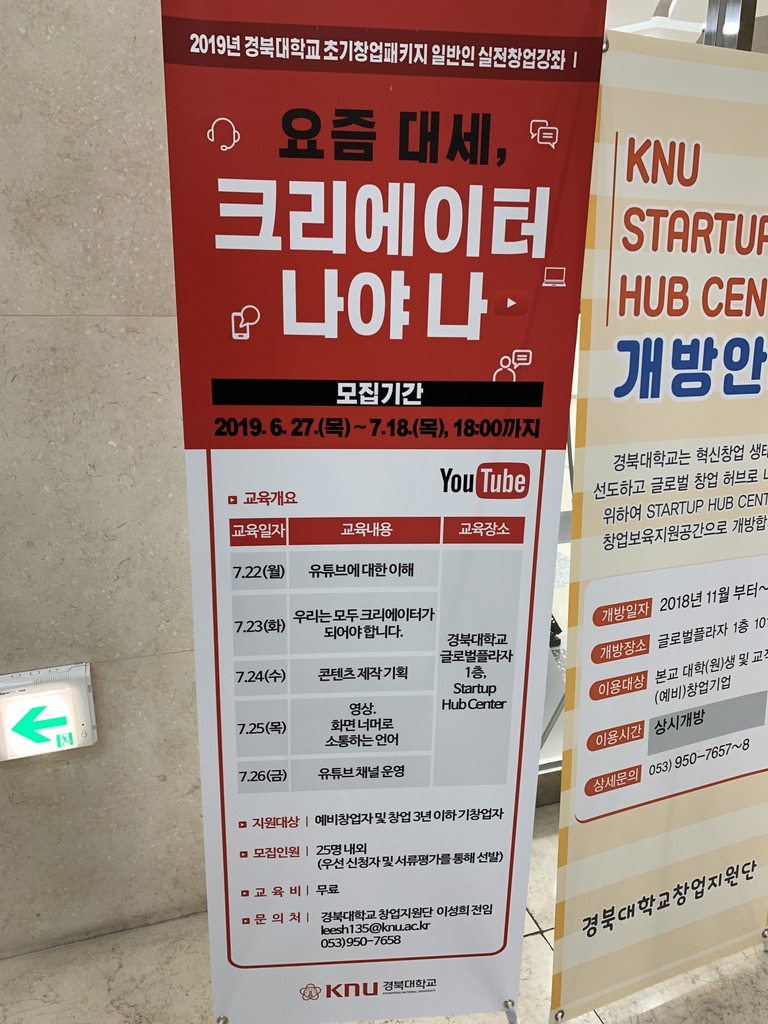 2019년 경북대학교 초기창업패키지 일반인 실전창업강좌 I
요즘 대세,
크리에이터
나야 나
모집기간
2019. 6. 27.(목) ~ 7.18.(목), 18:00까지
YouTube
교육개요
교육일자 교육내용 교육장소
7.22(월) 유튜브에 대한 이해
7.23(화) 우리는 모두 크리에이터가
되어야 합니다.
7.24(수) 콘텐츠 제작 기획
7.25(목) 영상,
화면 너머로
소통하는 언어
7.26(금) 유튜브 채널 운영
경북대학교
글로벌플라자
1층,
Startup
Hub Center
지원대상 | 예비창업자 및 창업 3년 이하 기창업자
모집인원 | 25명 내외
(우선 신청자 및 서류평가를 통해 선발)
교육비 | 무료
문의처 | 경북대학교 창업지원단 이성희 전임
leesh135@knu.ac.kr
053)950-7658
KNU 경북대학교
KYUNGPOOK NATIONAL UNIVERSITY
KNU
STARTUP
HUB CEN
개방안
경북대학교는 혁신창업 생태
선도하고 글로벌 창업 허브로
위하여 STARTUP HUB CENT
창업보육지원공간으로 개방합
개방일자 2018년 11월 부터~
개방장소 글로벌플라자 1층 10
이용대상 본교 대학(원)생 및 교직
(예비)창업기업
이용시간 상시개방
상세문의 053) 950-7657~8
경북대학교창업지원단